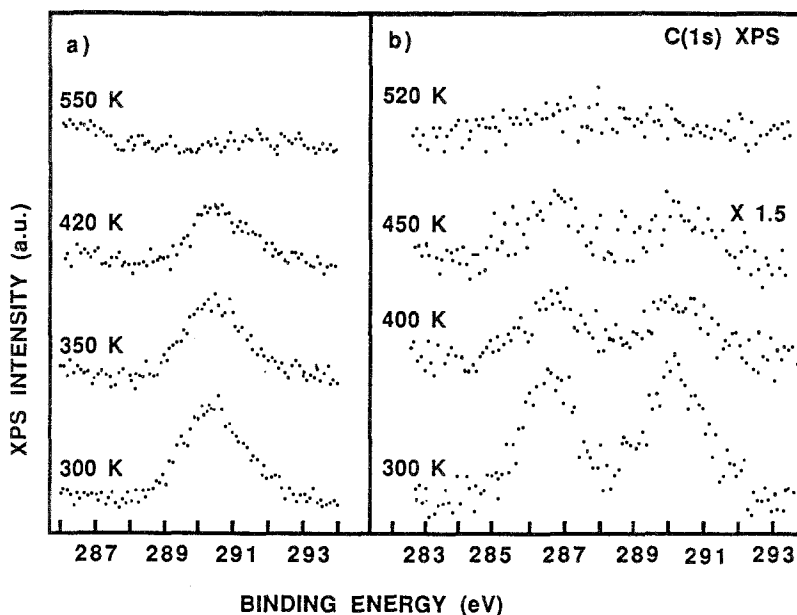 a)
550 K
420 K
350 K
300 K
287 289 291 293
b) C(1s) XPS
520 K
450 K
X 1.5
400 K
300 K
283 285 287 289 291 293
XPS INTENSITY (a.u.)
BINDING ENERGY (eV)